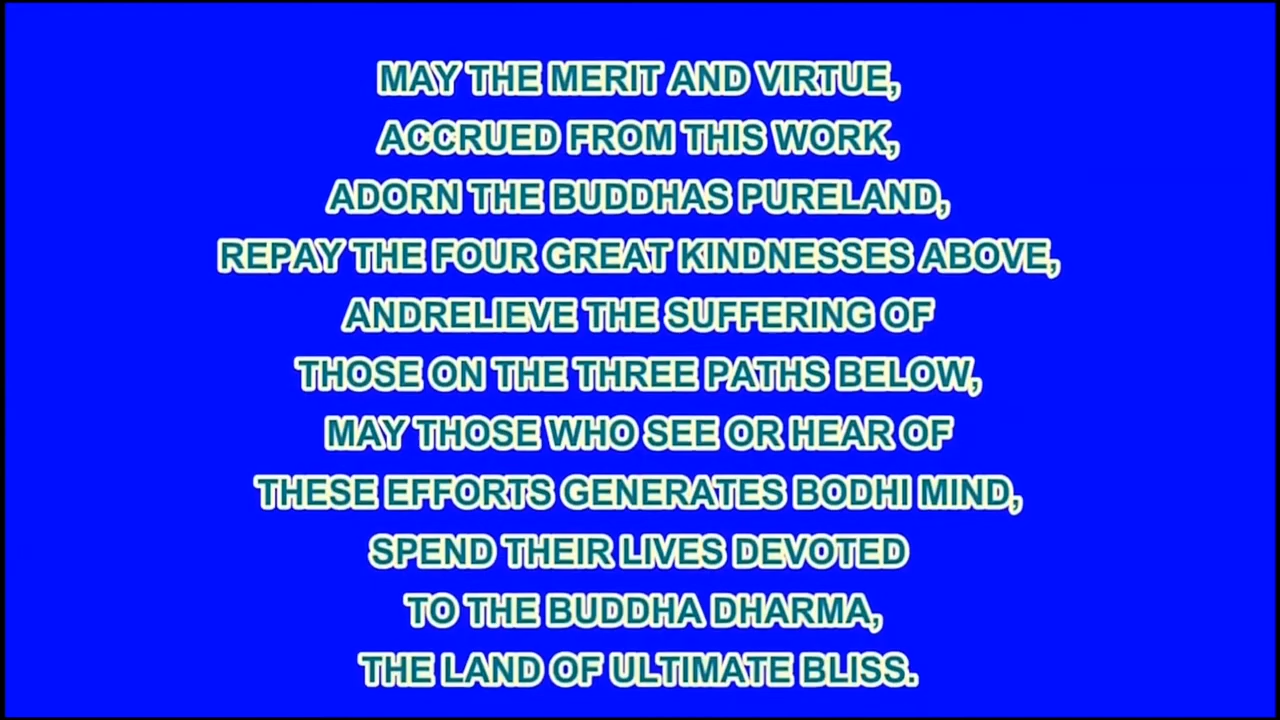 MAY THE MERIT AND VIRTUE,
ACCRUED FROM THIS WORK,
ADORN THE BUDDHAS PURELAND,
REPAY THE FOUR GREAT KINDNESSES ABOVE,
ANDRELIEVE THE SUFFERING OF
THOSE ON THE THREE PATHS BELOW,
MAY THOSE WHO SEE OR HEAR OF
THESE EFFORTS GENERATES BODHI MIND,
SPEND THEIR LIVES DEVOTED
TO THE BUDDHA DHARMA,
THE LAND OF ULTIMATE BLISS.